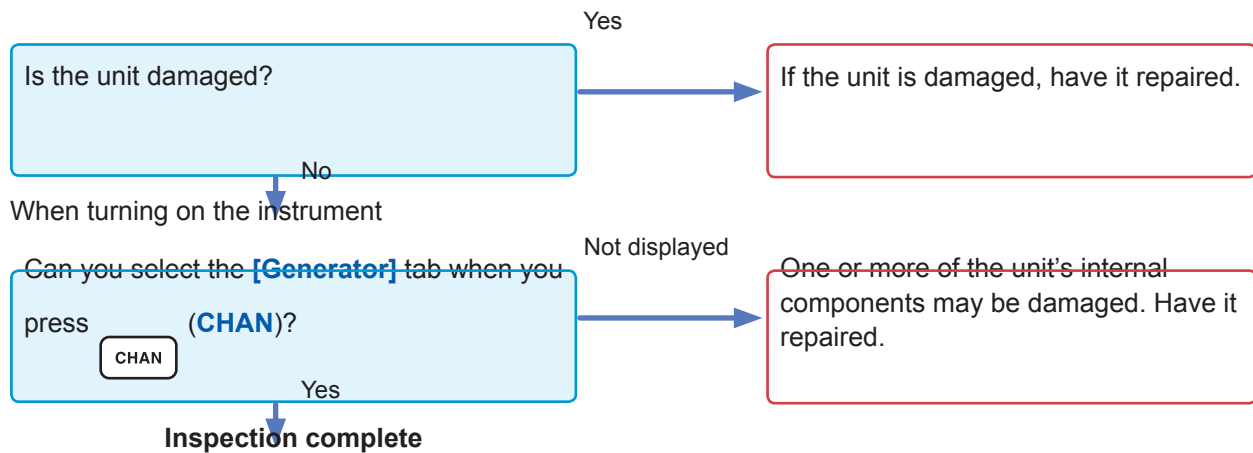 Yes
Is the unit damaged?
If the unit is damaged, have it repaired.
No
When turning on the instrument
Can you select the [Generator] tab when you
press CHAN (CHAN)?
Not displayed
One or more of the unit's internal
components may be damaged. Have it
repaired.
Yes
Inspection complete